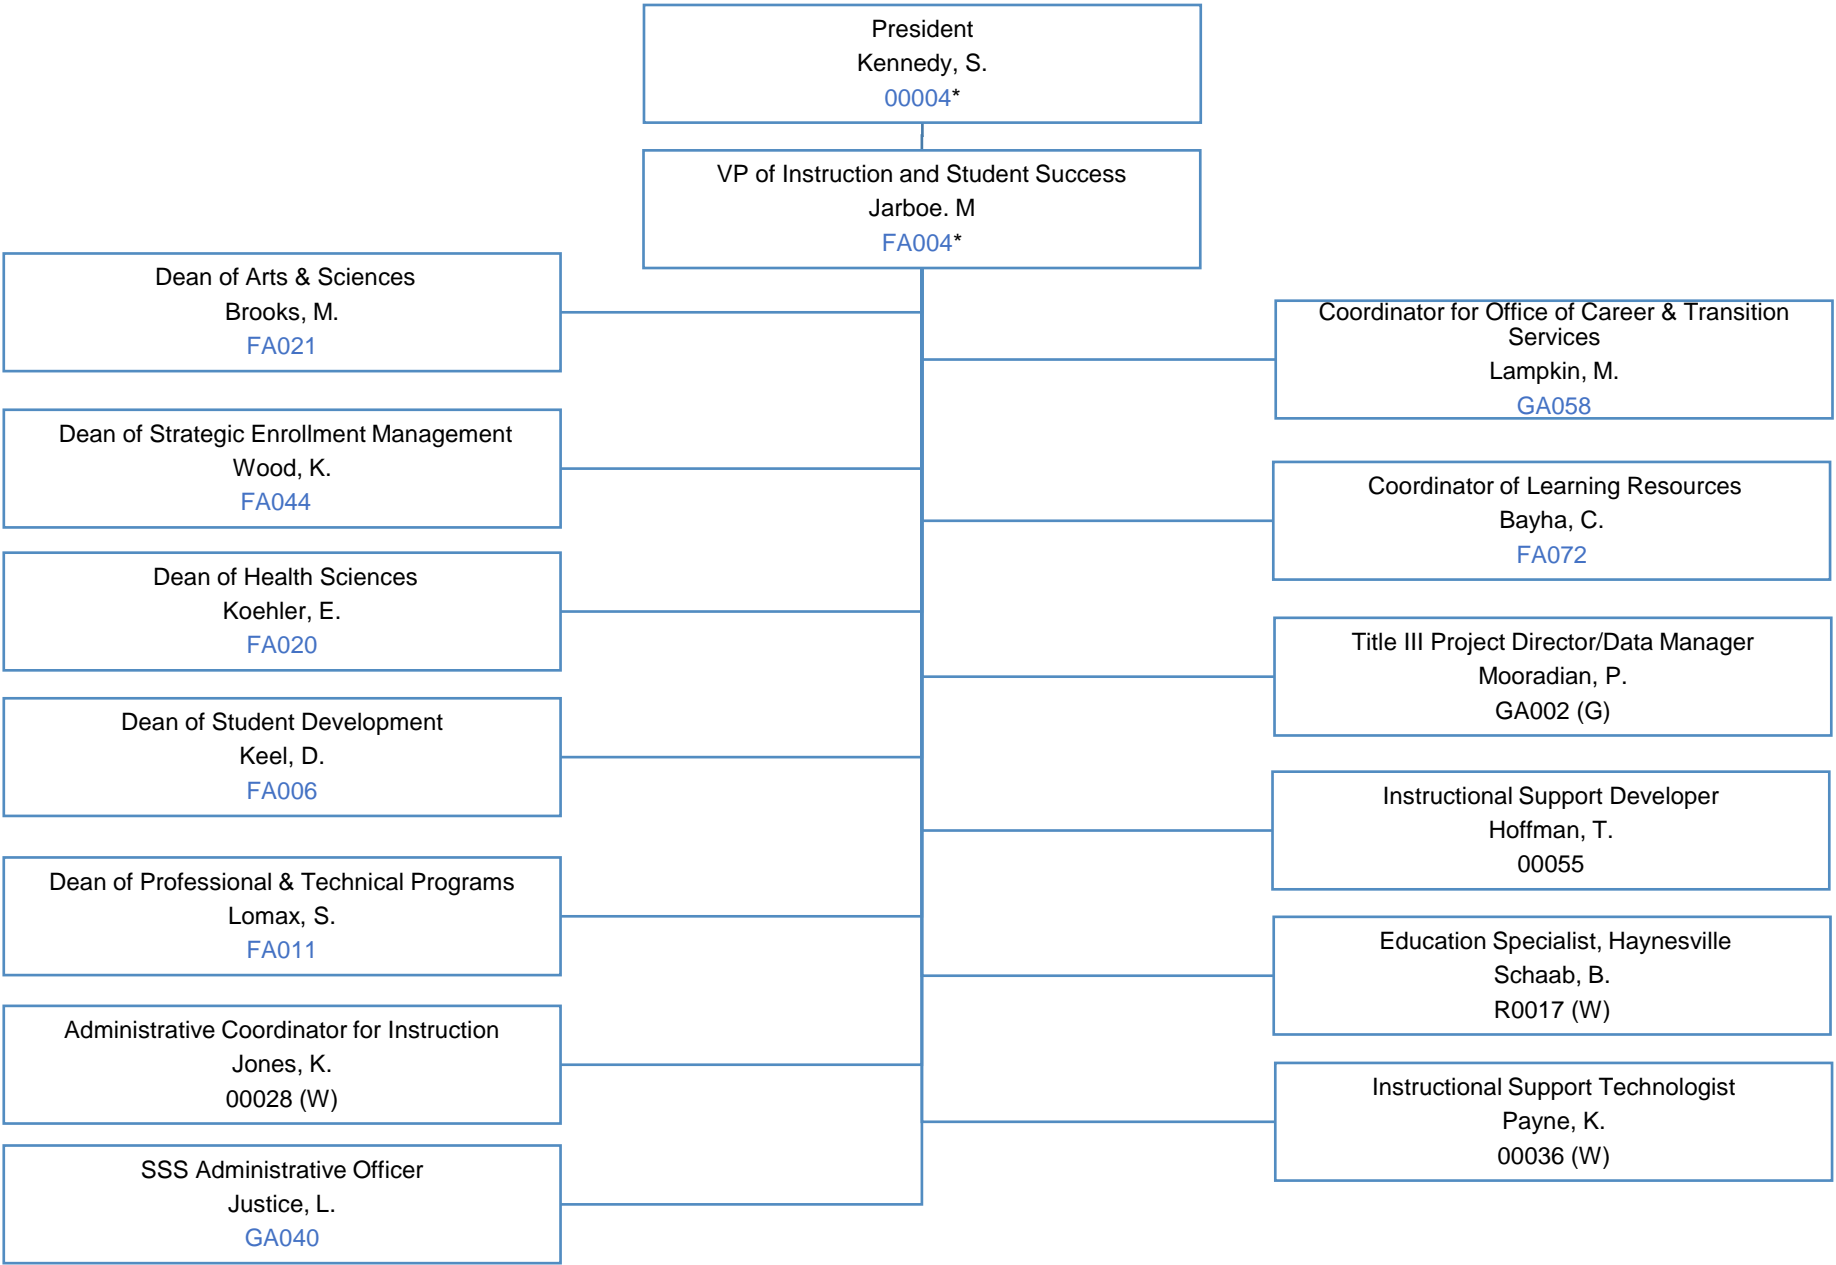 President
Kennedy, S.
00004*
VP of Instruction and Student Success
Jarboe. M
FA004*
Dean of Arts & Sciences
Brooks, M.
FA021
Dean of Strategic Enrollment Management
Wood, K.
FA044
Dean of Health Sciences
Koehler, E.
FA020
Dean of Student Development
Keel, D.
FA006
Dean of Professional & Technical Programs
Lomax, S.
FA011
Administrative Coordinator for Instruction
Jones, K.
00028 (W)
SSS Administrative Officer
Justice, L.
GA040
Coordinator for Office of Career & Transition
Services
Lampkin, M.
GA058
Coordinator of Learning Resources
Bayha, C.
FA072
Title III Project Director/Data Manager
Mooradian, P.
GA002 (G)
Instructional Support Developer
Hoffman, T.
00055
Education Specialist, Haynesville
Schaab, B.
R0017 (W)
Instructional Support Technologist
Payne, K.
00036 (W)